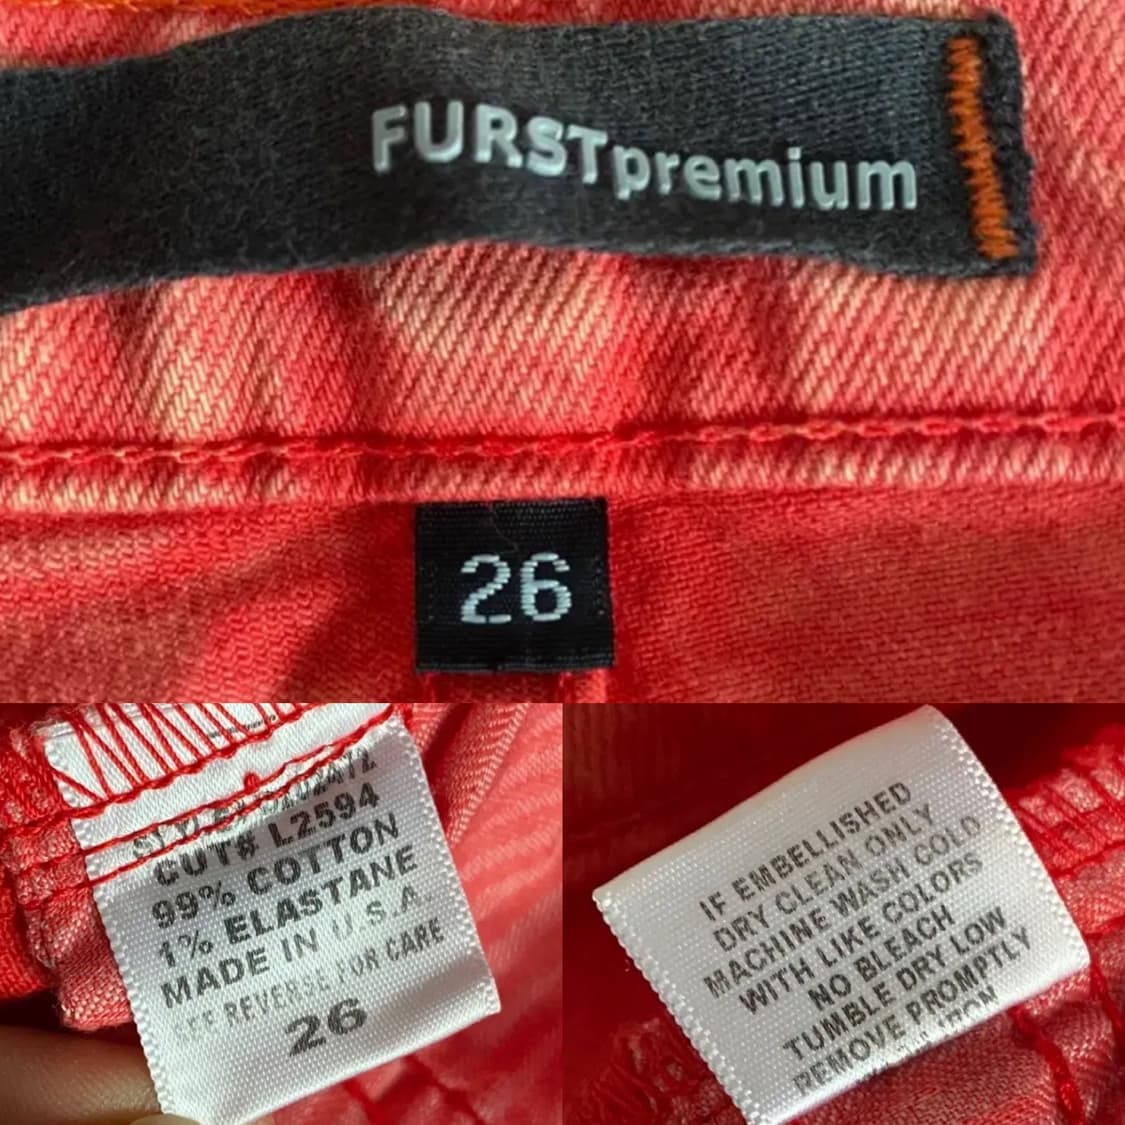 FURSTpremium
26
CUT# L2594
99% COTTON
1% ELASTANE
MADE IN U.S.A.
SEE REVERSE FOR CARE
26
IF EMBELLISHED
DRY CLEAN ONLY
MACHINE WASH COLD
WITH LIKE COLORS
NO BLEACH
TUMBLE DRY LOW
REMOVE PROMPTLY